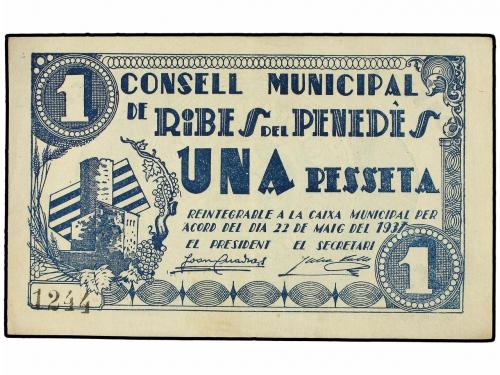 1 CONSELL MUNICIPAL
DE RIBES DEL PENEDÈS
UNA PESSETA
REINTEGRABLE A LA CAIXA MUNICIPAL PER
ACORD DEL DIA 22 DE MAIG DEL 1937
EL PRESIDENT EL SECRETARI
1
1244